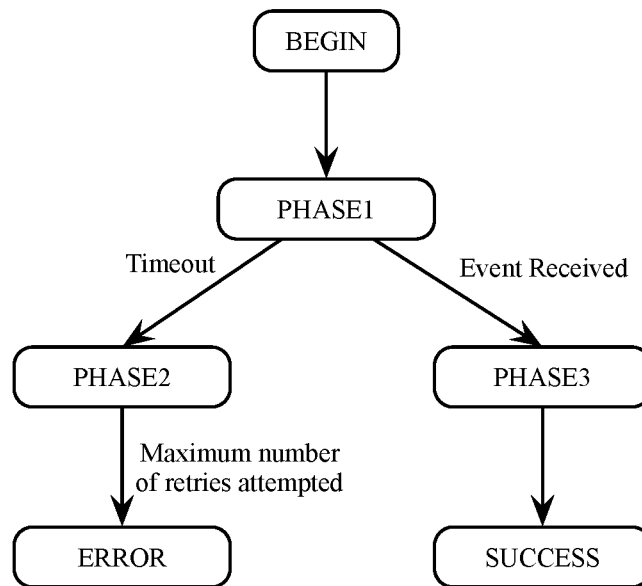 BEGIN
PHASE1
Timeout
Event Received
PHASE2
PHASE3
Maximum number
of retries attempted
ERROR
SUCCESS